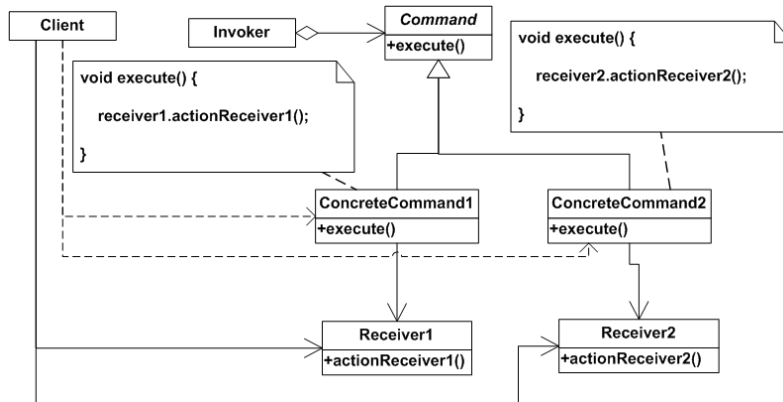 Client
Invoker
Command
+execute()
void execute() {
receiver2.actionReceiver2();
}
void execute() {
receiver1.actionReceiver1();
}
ConcreteCommand1
+execute()
ConcreteCommand2
+execute()
Receiver1
+actionReceiver1()
Receiver2
+actionReceiver2()